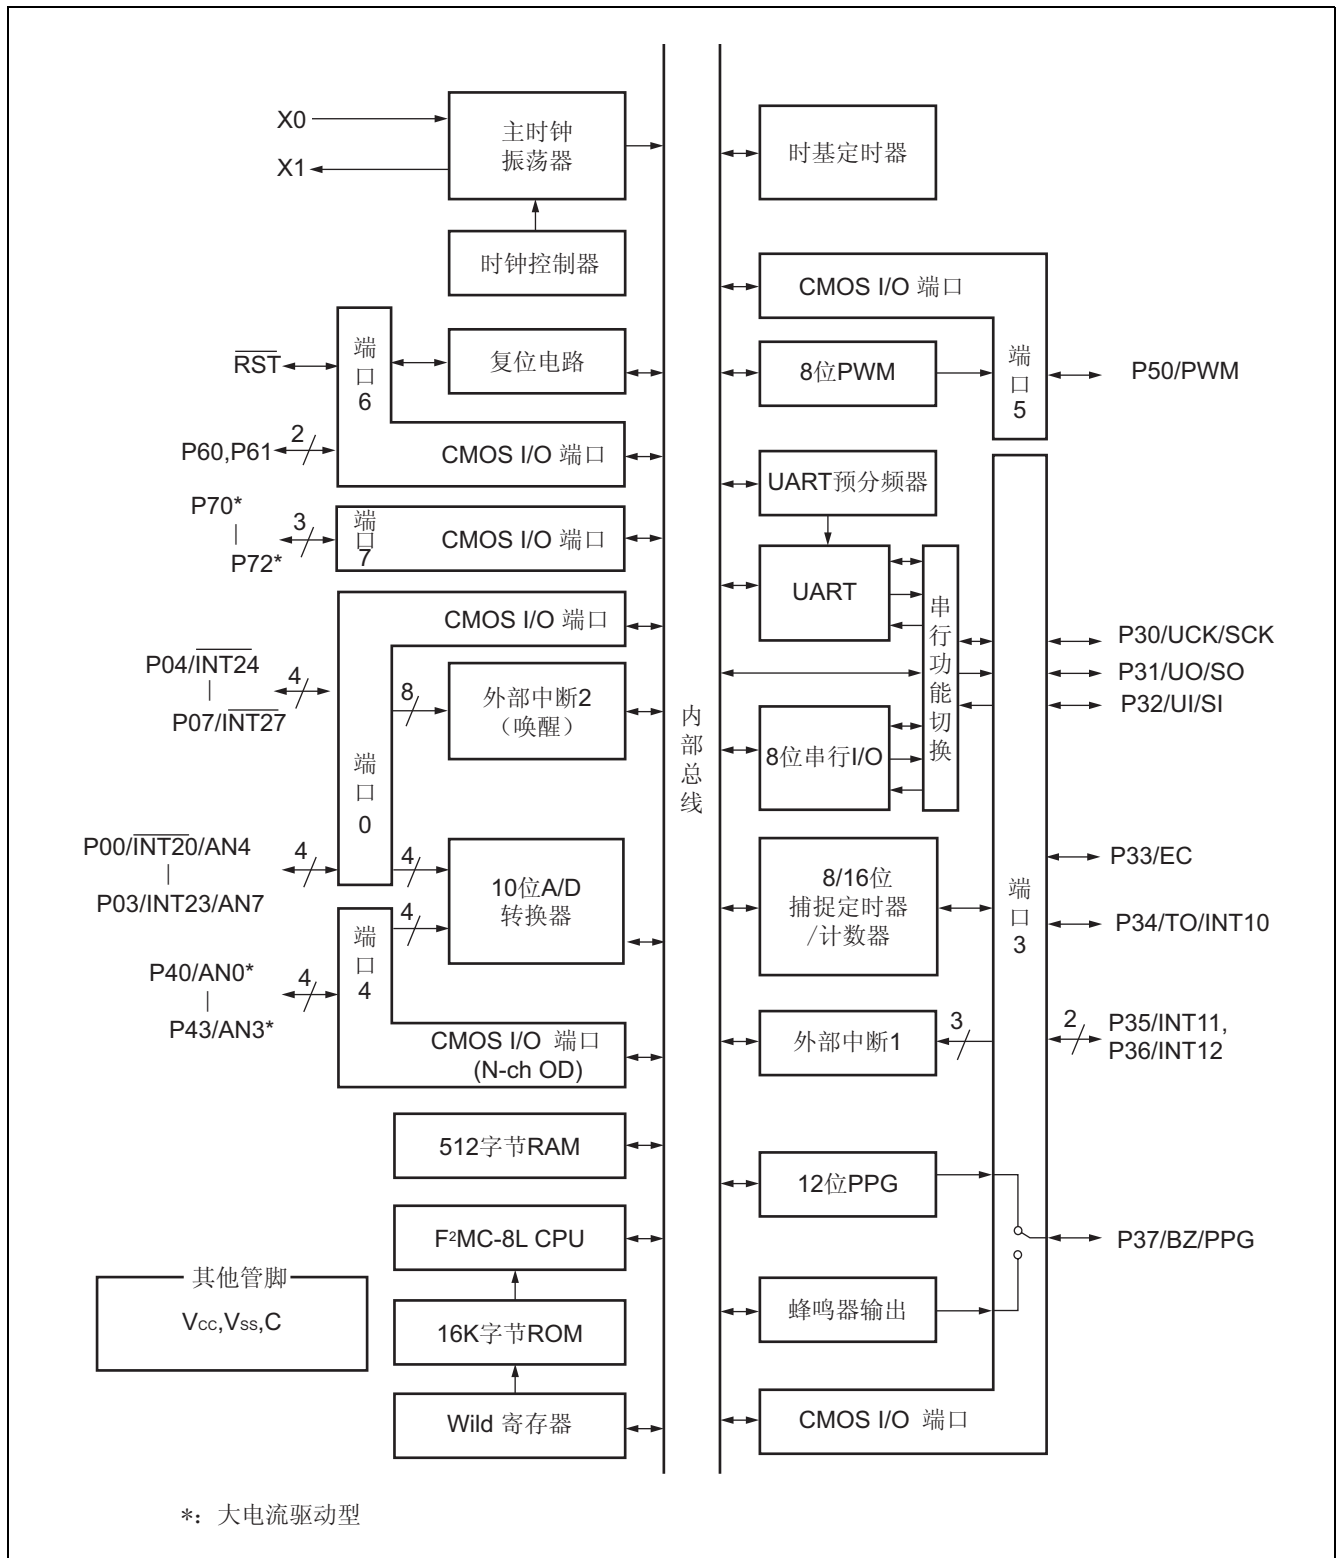 X0
X1
主时钟
振荡器
时钟控制器
RST
端
口
6
复位电路
P60,P61
2
CMOS I/O 端口
P70*
|
P72*
3
端
口
7
CMOS I/O 端口
CMOS I/O 端口
P04/INT24
|
P07/INT27
4
8
外部中断2
（唤醒）
端
口
0
P00/INT20/AN4
|
P03/INT23/AN7
4
4
4
10位A/D
转换器
P40/AN0*
|
P43/AN3*
4
端
口
4
CMOS I/O 端口
(N-ch OD)
512字节RAM
F²MC-8L CPU
16K字节ROM
Wild 寄存器
其他管脚
Vcc,Vss,C
内
部
总
线
时基定时器
CMOS I/O 端口
端
口
5
8位PWM
P50/PWM
UART预分频器
UART
串
行
功
能
切
换
8位串行I/O
P30/UCK/SCK
P31/UO/SO
P32/UI/SI
8/16位
捕捉定时器
/计数器
端
口
3
P33/EC
P34/TO/INT10
外部中断1
3
2
P35/INT11,
P36/INT12
12位PPG
P37/BZ/PPG
蜂鸣器输出
CMOS I/O 端口
*：大电流驱动型